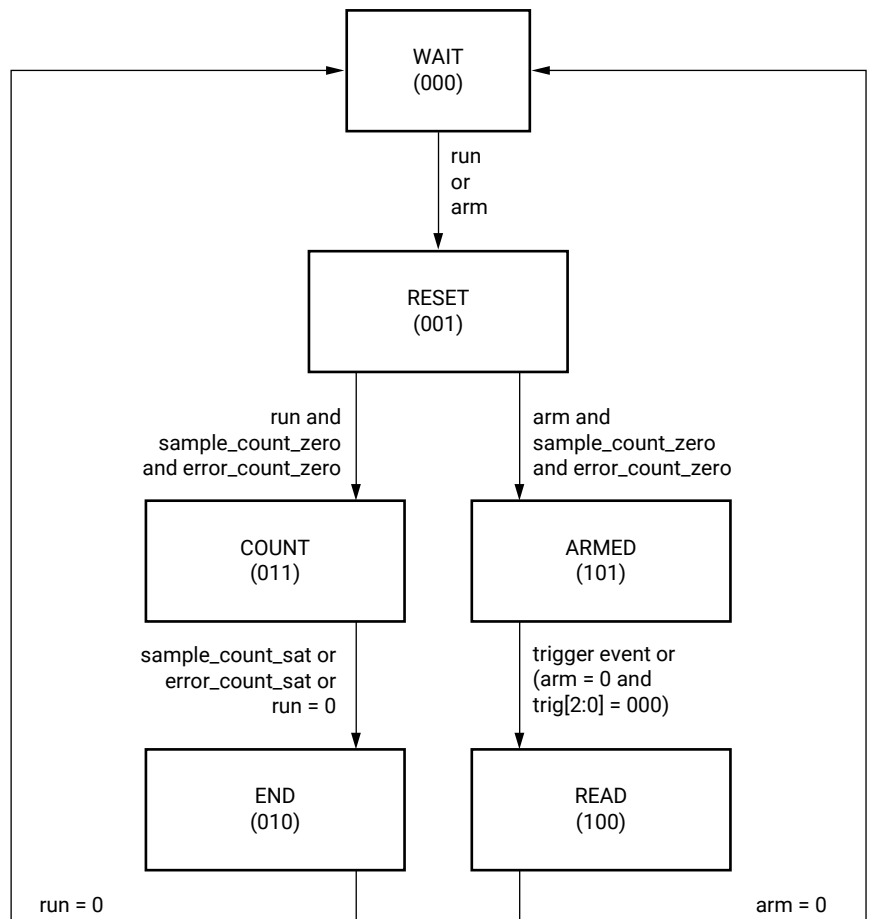 WAIT
(000)
run
or
arm
RESET
(001)
run and
sample_count_zero
and error_count_zero
arm and
sample_count_zero
and error_count_zero
COUNT
(011)
ARMED
(101)
sample_count_sat or
error_count_sat or
run = 0
trigger event or
(arm = 0 and
trig[2:0] = 000)
END
(010)
READ
(100)
run = 0
arm = 0